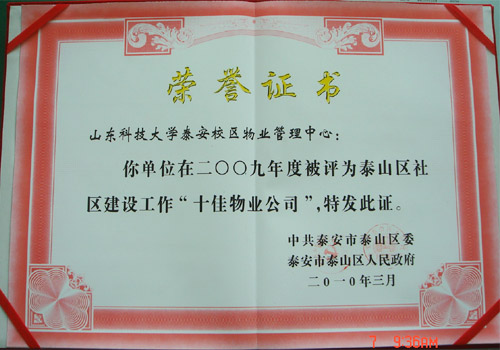 荣誉证书
山东科技大学泰安校区物业管理中心：
你单位在二〇〇九年度被评为泰山区社
区建设工作“十佳物业公司”，特发此证。
中共泰安市泰山区委
泰安市泰山区人民政府
二〇一〇年三月
7 9:36AM